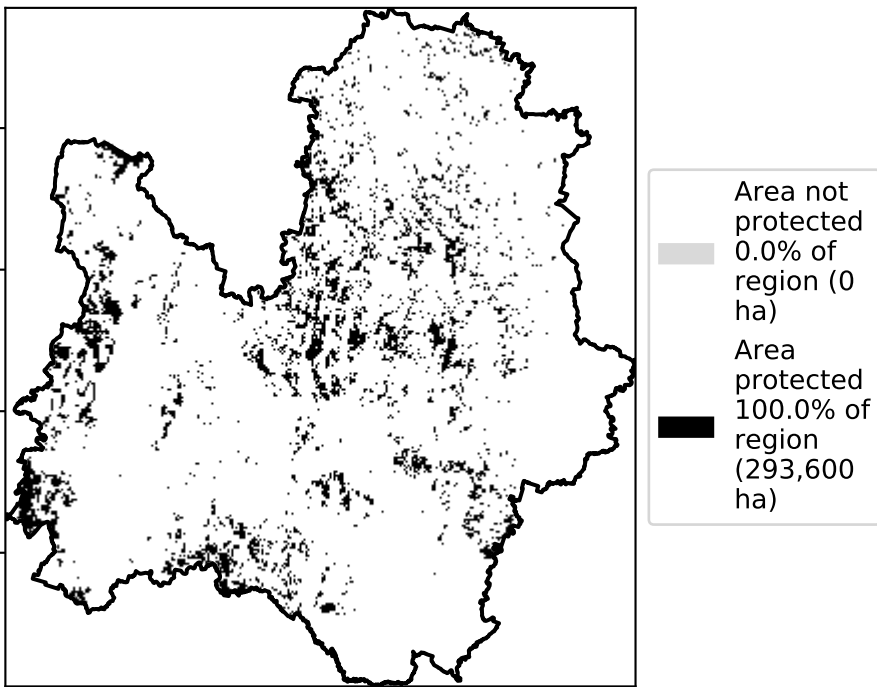 Area not
protected
0.0% of
region (0
ha)
Area
protected
100.0% of
region
(293,600
ha)